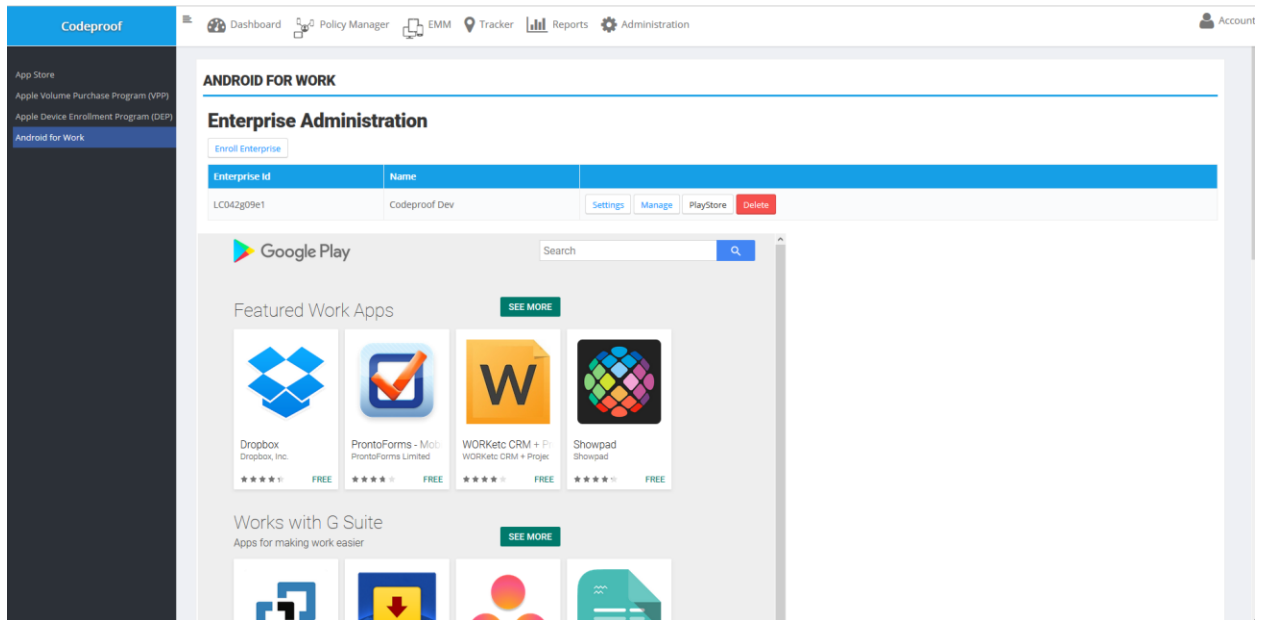 Codeproof
Dashboard Policy Manager EMM Tracker Reports Administration Account
App Store
Apple Volume Purchase Program (VPP)
Apple Device Enrollment Program (DEP)
Android for Work
ANDROID FOR WORK
Enterprise Administration
Enroll Enterprise
Enterprise Id Name
LC042g09e1 Codeproof Dev Settings Manage PlayStore Delete
Google Play Search
Featured Work Apps SEE MORE
W
Dropbox ProntoForms - Mob WORKetc CRM + Pr Showpad
Dropbox, Inc. ProntoForms Limited WORKetc CRM + Projec Showpad
FREE FREE FREE FREE
Works with G Suite SEE MORE
Apps for making work easier